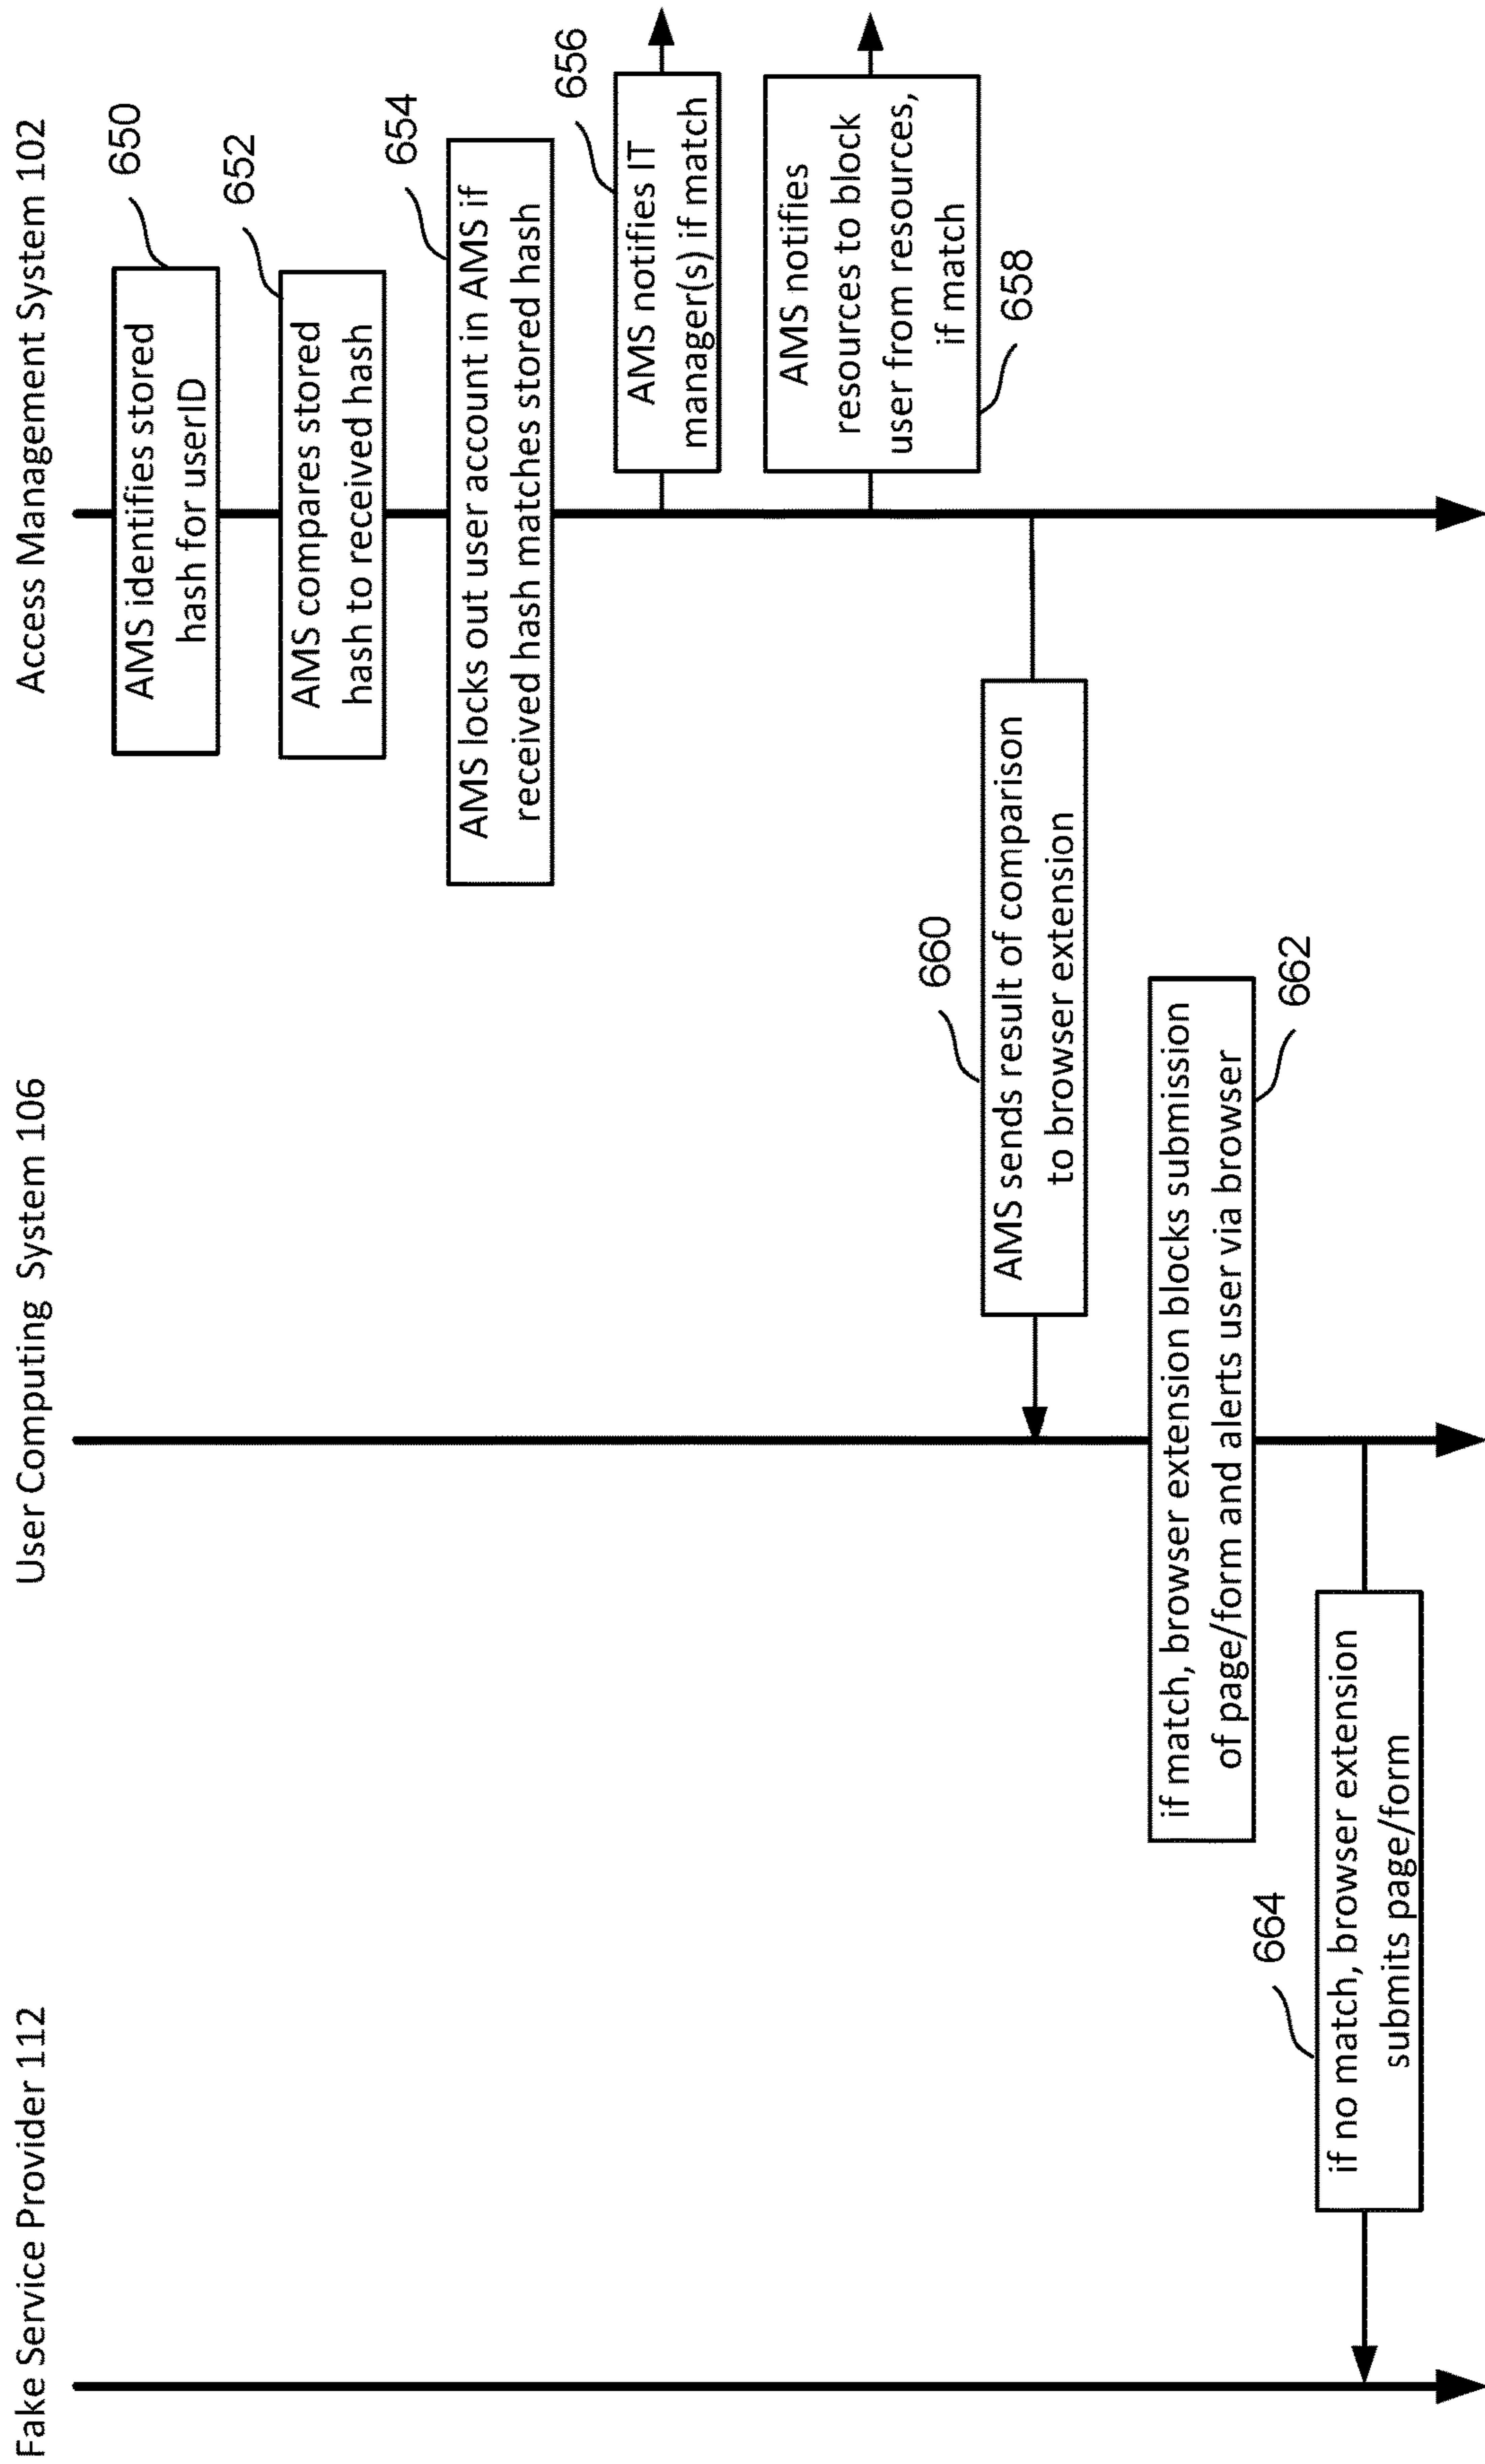 Fake Service Provider 112
User Computing System 106
Access Management System 102
650
AMS identifies stored
hash for userID
652
AMS compares stored
hash to received hash
654
AMS locks out user account in AMS if
received hash matches stored hash
656
AMS notifies IT
manager(s) if match
AMS notifies
resources to block
user from resources,
if match
658
660
AMS sends result of comparison
to browser extension
if match, browser extension blocks submission
of page/form and alerts user via browser
662
664
if no match, browser extension
submits page/form